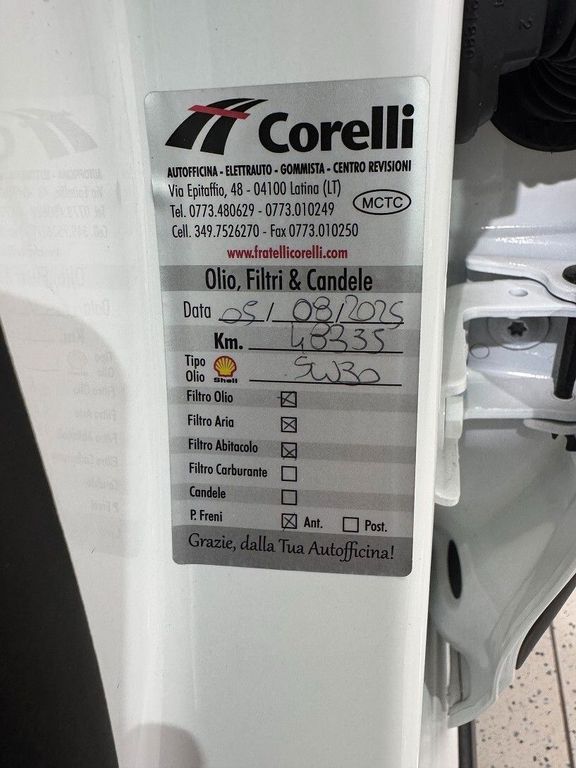 Corelli
AUTOFFICINA - ELETTRAUTO - GOMMISTA - CENTRO REVISIONI
Via Epitaffio, 48 - 04100 Latina (LT)
Tel. 0773.480629 - 0773.010249
MCTC
Cell. 349.7526270 - Fax 0773.010250
www.fratellicorelli.com
Olio, Filtri & Candele
Data 05/08/2025
Km. 48335
Tipo Olio Shell 5W30
Filtro Olio
Filtro Aria
Filtro Abitacolo
Filtro Carburante
Candele
P. Freni Ant. Post.
Grazie, dalla Tua Autofficina!